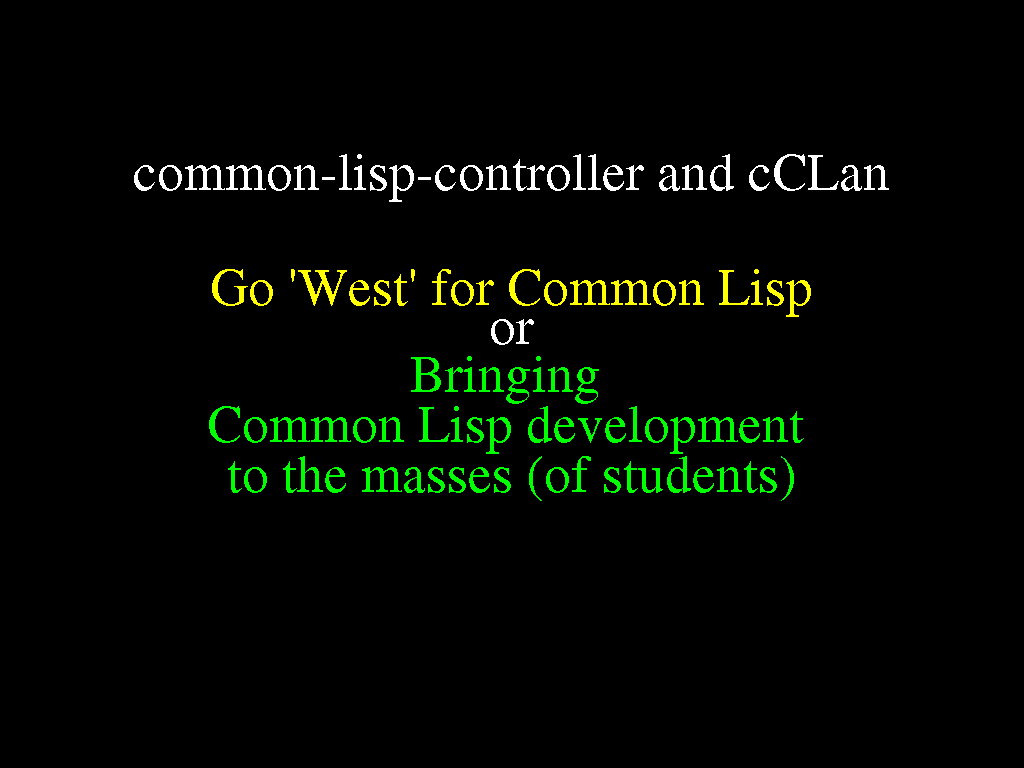 common-lisp-controller and cCLan
Go 'West' for Common Lisp
or
Bringing
Common Lisp development
to the masses (of students)